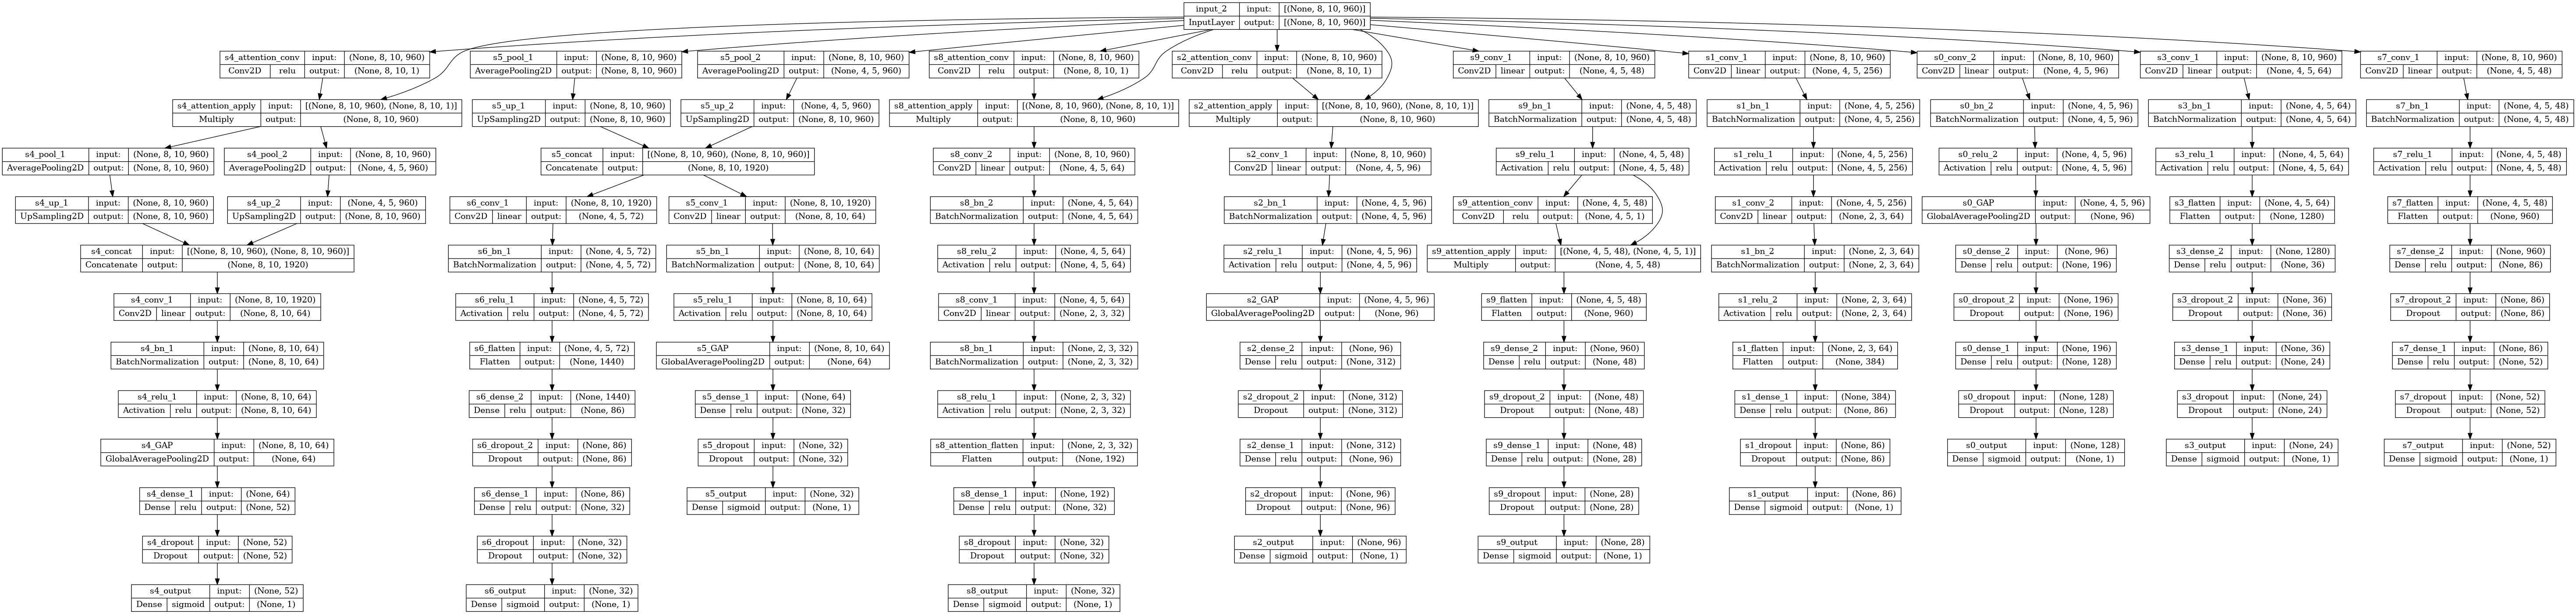 input_2 input: [(None, 8, 10, 960)]
InputLayer output: [(None, 8, 10, 960)]
s4_attention_conv input: (None, 8, 10, 960)
Conv2D relu output: (None, 8, 10, 1)
s5_pool_1 input: (None, 8, 10, 960)
AveragePooling2D output: (None, 8, 10, 960)
s5_pool_2 input: (None, 8, 10, 960)
AveragePooling2D output: (None, 4, 5, 960)
s8_attention_conv input: (None, 8, 10, 960)
Conv2D relu output: (None, 8, 10, 1)
s2_attention_conv input: (None, 8, 10, 960)
Conv2D relu output: (None, 8, 10, 1)
s9_conv_1 input: (None, 8, 10, 960)
Conv2D linear output: (None, 4, 5, 48)
s1_conv_1 input: (None, 8, 10, 960)
Conv2D linear output: (None, 4, 5, 256)
s0_conv_2 input: (None, 8, 10, 960)
Conv2D linear output: (None, 4, 5, 96)
s3_conv_1 input: (None, 8, 10, 960)
Conv2D linear output: (None, 4, 5, 64)
s7_conv_1 input: (None, 8, 10, 960)
Conv2D linear output: (None, 4, 5, 48)
s4_attention_apply input: [(None, 8, 10, 960), (None, 8, 10, 1)]
Multiply output: (None, 8, 10, 960)
s5_up_1 input: (None, 8, 10, 960)
UpSampling2D output: (None, 8, 10, 960)
s5_up_2 input: (None, 4, 5, 960)
UpSampling2D output: (None, 8, 10, 960)
s8_attention_apply input: [(None, 8, 10, 960), (None, 8, 10, 1)]
Multiply output: (None, 8, 10, 960)
s2_attention_apply input: [(None, 8, 10, 960), (None, 8, 10, 1)]
Multiply output: (None, 8, 10, 960)
s9_bn_1 input: (None, 4, 5, 48)
BatchNormalization output: (None, 4, 5, 48)
s1_bn_1 input: (None, 4, 5, 256)
BatchNormalization output: (None, 4, 5, 256)
s0_bn_2 input: (None, 4, 5, 96)
BatchNormalization output: (None, 4, 5, 96)
s3_bn_1 input: (None, 4, 5, 64)
BatchNormalization output: (None, 4, 5, 64)
s7_bn_1 input: (None, 4, 5, 48)
BatchNormalization output: (None, 4, 5, 48)
s4_pool_1 input: (None, 8, 10, 960)
AveragePooling2D output: (None, 8, 10, 960)
s4_pool_2 input: (None, 8, 10, 960)
AveragePooling2D output: (None, 4, 5, 960)
s5_concat input: [(None, 8, 10, 960), (None, 8, 10, 960)]
Concatenate output: (None, 8, 10, 1920)
s8_conv_2 input: (None, 8, 10, 960)
Conv2D linear output: (None, 4, 5, 64)
s2_conv_1 input: (None, 8, 10, 960)
Conv2D linear output: (None, 4, 5, 96)
s9_relu_1 input: (None, 4, 5, 48)
Activation relu output: (None, 4, 5, 48)
s1_relu_1 input: (None, 4, 5, 256)
Activation relu output: (None, 4, 5, 256)
s0_relu_2 input: (None, 4, 5, 96)
Activation relu output: (None, 4, 5, 96)
s3_relu_1 input: (None, 4, 5, 64)
Activation relu output: (None, 4, 5, 64)
s7_relu_1 input: (None, 4, 5, 48)
Activation relu output: (None, 4, 5, 48)
s4_up_1 input: (None, 8, 10, 960)
UpSampling2D output: (None, 8, 10, 960)
s4_up_2 input: (None, 4, 5, 960)
UpSampling2D output: (None, 8, 10, 960)
s6_conv_1 input: (None, 8, 10, 1920)
Conv2D linear output: (None, 4, 5, 72)
s5_conv_1 input: (None, 8, 10, 1920)
Conv2D linear output: (None, 8, 10, 64)
s8_bn_2 input: (None, 4, 5, 64)
BatchNormalization output: (None, 4, 5, 64)
s2_bn_1 input: (None, 4, 5, 96)
BatchNormalization output: (None, 4, 5, 96)
s9_attention_conv input: (None, 4, 5, 48)
Conv2D relu output: (None, 4, 5, 1)
s1_conv_2 input: (None, 4, 5, 256)
Conv2D linear output: (None, 2, 3, 64)
s0_GAP input: (None, 4, 5, 96)
GlobalAveragePooling2D output: (None, 96)
s3_flatten input: (None, 4, 5, 64)
Flatten output: (None, 1280)
s7_flatten input: (None, 4, 5, 48)
Flatten output: (None, 960)
s4_concat input: [(None, 8, 10, 960), (None, 8, 10, 960)]
Concatenate output: (None, 8, 10, 1920)
s6_bn_1 input: (None, 4, 5, 72)
BatchNormalization output: (None, 4, 5, 72)
s5_bn_1 input: (None, 8, 10, 64)
BatchNormalization output: (None, 8, 10, 64)
s8_relu_2 input: (None, 4, 5, 64)
Activation relu output: (None, 4, 5, 64)
s2_relu_1 input: (None, 4, 5, 96)
Activation relu output: (None, 4, 5, 96)
s9_attention_apply input: [(None, 4, 5, 48), (None, 4, 5, 1)]
Multiply output: (None, 4, 5, 48)
s1_bn_2 input: (None, 2, 3, 64)
BatchNormalization output: (None, 2, 3, 64)
s0_dense_2 input: (None, 96)
Dense relu output: (None, 196)
s3_dense_2 input: (None, 1280)
Dense relu output: (None, 36)
s7_dense_2 input: (None, 960)
Dense relu output: (None, 86)
s4_conv_1 input: (None, 8, 10, 1920)
Conv2D linear output: (None, 8, 10, 64)
s6_relu_1 input: (None, 4, 5, 72)
Activation relu output: (None, 4, 5, 72)
s5_relu_1 input: (None, 8, 10, 64)
Activation relu output: (None, 8, 10, 64)
s8_conv_1 input: (None, 4, 5, 64)
Conv2D linear output: (None, 2, 3, 32)
s2_GAP input: (None, 4, 5, 96)
GlobalAveragePooling2D output: (None, 96)
s9_flatten input: (None, 4, 5, 48)
Flatten output: (None, 960)
s1_relu_2 input: (None, 2, 3, 64)
Activation relu output: (None, 2, 3, 64)
s0_dropout_2 input: (None, 196)
Dropout output: (None, 196)
s3_dropout_2 input: (None, 36)
Dropout output: (None, 36)
s7_dropout_2 input: (None, 86)
Dropout output: (None, 86)
s4_bn_1 input: (None, 8, 10, 64)
BatchNormalization output: (None, 8, 10, 64)
s6_flatten input: (None, 4, 5, 72)
Flatten output: (None, 1440)
s5_GAP input: (None, 8, 10, 64)
GlobalAveragePooling2D output: (None, 64)
s8_bn_1 input: (None, 2, 3, 32)
BatchNormalization output: (None, 2, 3, 32)
s2_dense_2 input: (None, 96)
Dense relu output: (None, 312)
s9_dense_2 input: (None, 960)
Dense relu output: (None, 48)
s1_flatten input: (None, 2, 3, 64)
Flatten output: (None, 384)
s0_dense_1 input: (None, 196)
Dense relu output: (None, 128)
s3_dense_1 input: (None, 36)
Dense relu output: (None, 24)
s7_dense_1 input: (None, 86)
Dense relu output: (None, 52)
s4_relu_1 input: (None, 8, 10, 64)
Activation relu output: (None, 8, 10, 64)
s6_dense_2 input: (None, 1440)
Dense relu output: (None, 86)
s5_dense_1 input: (None, 64)
Dense relu output: (None, 32)
s8_relu_1 input: (None, 2, 3, 32)
Activation relu output: (None, 2, 3, 32)
s2_dropout_2 input: (None, 312)
Dropout output: (None, 312)
s9_dropout_2 input: (None, 48)
Dropout output: (None, 48)
s1_dense_1 input: (None, 384)
Dense relu output: (None, 86)
s0_dropout input: (None, 128)
Dropout output: (None, 128)
s3_dropout input: (None, 24)
Dropout output: (None, 24)
s7_dropout input: (None, 52)
Dropout output: (None, 52)
s4_GAP input: (None, 8, 10, 64)
GlobalAveragePooling2D output: (None, 64)
s6_dropout_2 input: (None, 86)
Dropout output: (None, 86)
s5_dropout input: (None, 32)
Dropout output: (None, 32)
s8_attention_flatten input: (None, 2, 3, 32)
Flatten output: (None, 192)
s2_dense_1 input: (None, 312)
Dense relu output: (None, 96)
s9_dense_1 input: (None, 48)
Dense relu output: (None, 28)
s1_dropout input: (None, 86)
Dropout output: (None, 86)
s0_output input: (None, 128)
Dense sigmoid output: (None, 1)
s3_output input: (None, 24)
Dense sigmoid output: (None, 1)
s7_output input: (None, 52)
Dense sigmoid output: (None, 1)
s4_dense_1 input: (None, 64)
Dense relu output: (None, 52)
s6_dense_1 input: (None, 86)
Dense relu output: (None, 32)
s5_output input: (None, 32)
Dense sigmoid output: (None, 1)
s8_dense_1 input: (None, 192)
Dense relu output: (None, 32)
s2_dropout input: (None, 96)
Dropout output: (None, 96)
s9_dropout input: (None, 28)
Dropout output: (None, 28)
s1_output input: (None, 86)
Dense sigmoid output: (None, 1)
s4_dropout input: (None, 52)
Dropout output: (None, 52)
s6_dropout input: (None, 32)
Dropout output: (None, 32)
s8_dropout input: (None, 32)
Dropout output: (None, 32)
s2_output input: (None, 96)
Dense sigmoid output: (None, 1)
s9_output input: (None, 28)
Dense sigmoid output: (None, 1)
s4_output input: (None, 52)
Dense sigmoid output: (None, 1)
s6_output input: (None, 32)
Dense sigmoid output: (None, 1)
s8_output input: (None, 32)
Dense sigmoid output: (None, 1)